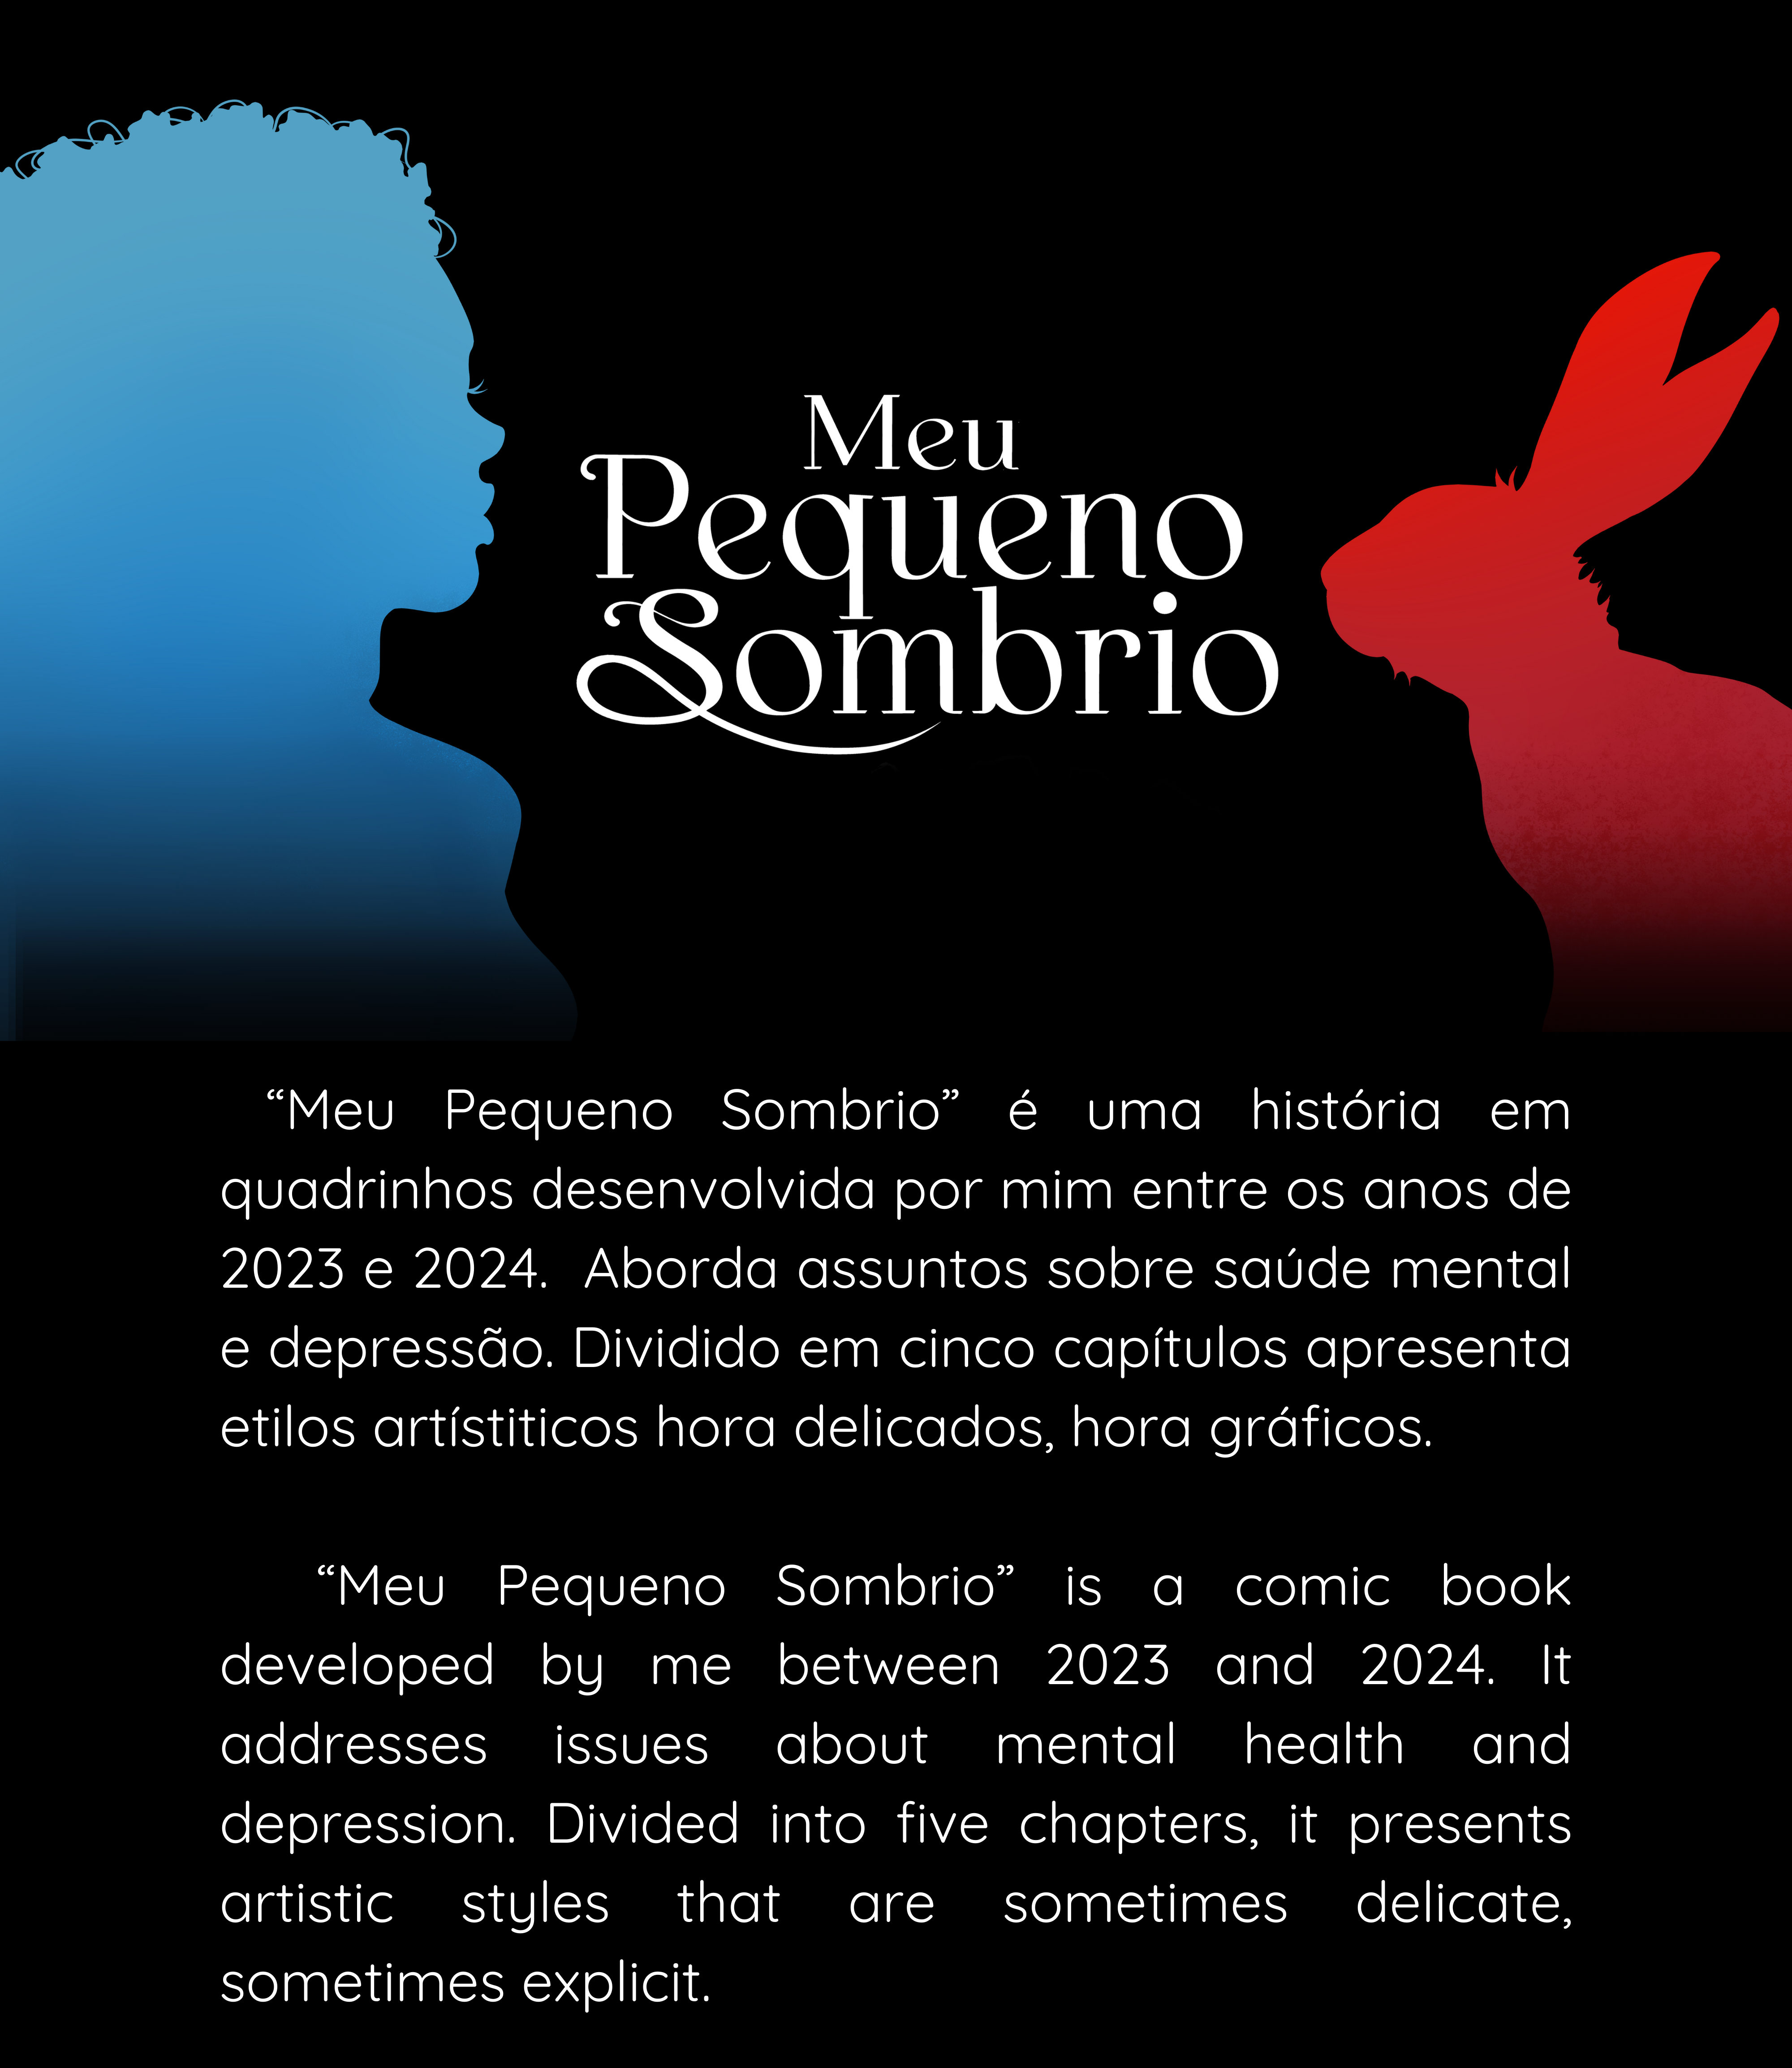 Meu
Pequeno
Sombrio
“Meu Pequeno Sombrio” é uma história em
quadrinhos desenvolvida por mim entre os anos de
2023 e 2024. Aborda assuntos sobre saúde mental
e depressão. Dividido em cinco capítulos apresenta
etilos artístiticos hora delicados, hora gráficos.
“Meu Pequeno Sombrio” is a comic book
developed by me between 2023 and 2024. It
addresses issues about mental health and
depression. Divided into five chapters, it presents
artistic styles that are sometimes delicate,
sometimes explicit.